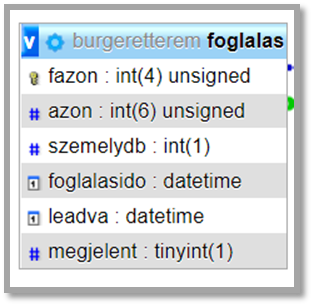 v burgeretterem foglalas
fazon : int(4) unsigned
# azon : int(6) unsigned
# szemelydb : int(1)
foglalasido : datetime
leadva : datetime
# megjelent : tinyint(1)